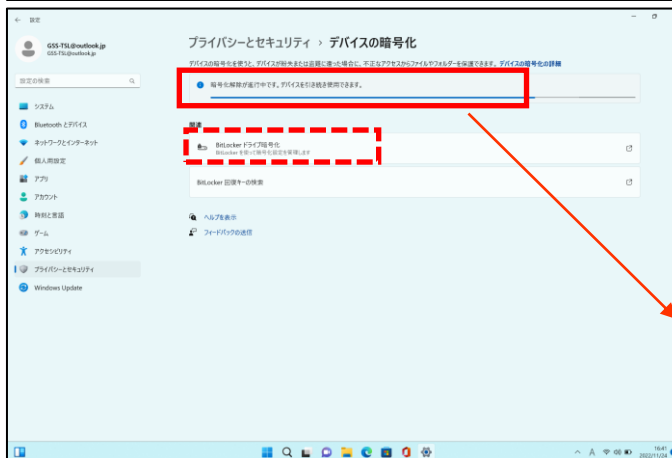 ← 設定
GSS-TSL@outlook.jp
GSS-TSL@outlook.jp
設定の検索
システム
Bluetooth とデバイス
ネットワークとインターネット
個人用設定
アプリ
アカウント
時刻と言語
ゲーム
アクセシビリティ
プライバシーとセキュリティ
Windows Update
プライバシーとセキュリティ › デバイスの暗号化
デバイスの暗号化を使うと、デバイスが紛失または盗難に遭った場合に、不正なアクセスからファイルやフォルダーを保護できます。デバイスの暗号化の詳細
暗号化解除が進行中です。デバイスを引き続き使用できます。
関連
BitLocker ドライブ暗号化
BitLocker を使って暗号化設定を管理します
BitLocker 回復キーの検索
ヘルプを表示
フィードバックの送信
A
16:41
2022/11/24